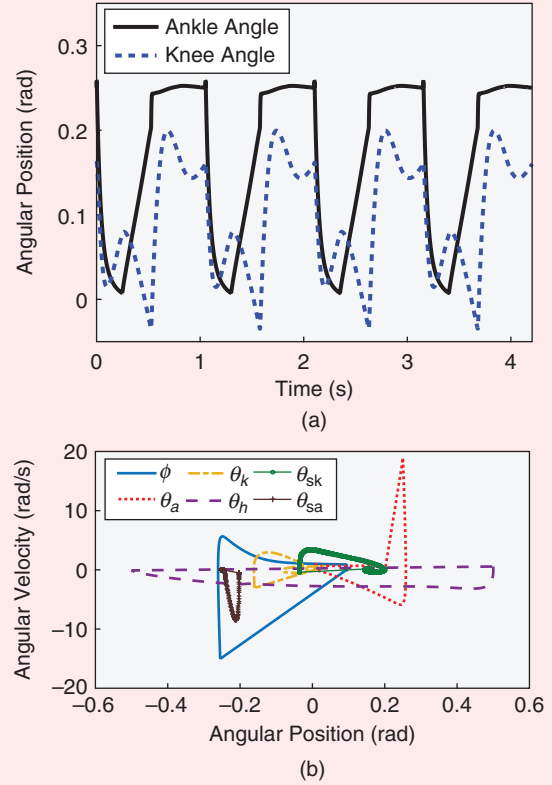 Ankle Angle
Knee Angle
0.3
0.2
0.1
0
Angular Position (rad)
0 1 2 3 4
Time (s)
(a)
ϕ θk θsk
θa θh θsa
20
10
0
−10
−20
Angular Velocity (rad/s)
−0.6 −0.4 −0.2 0 0.2 0.4 0.6
Angular Position (rad)
(b)